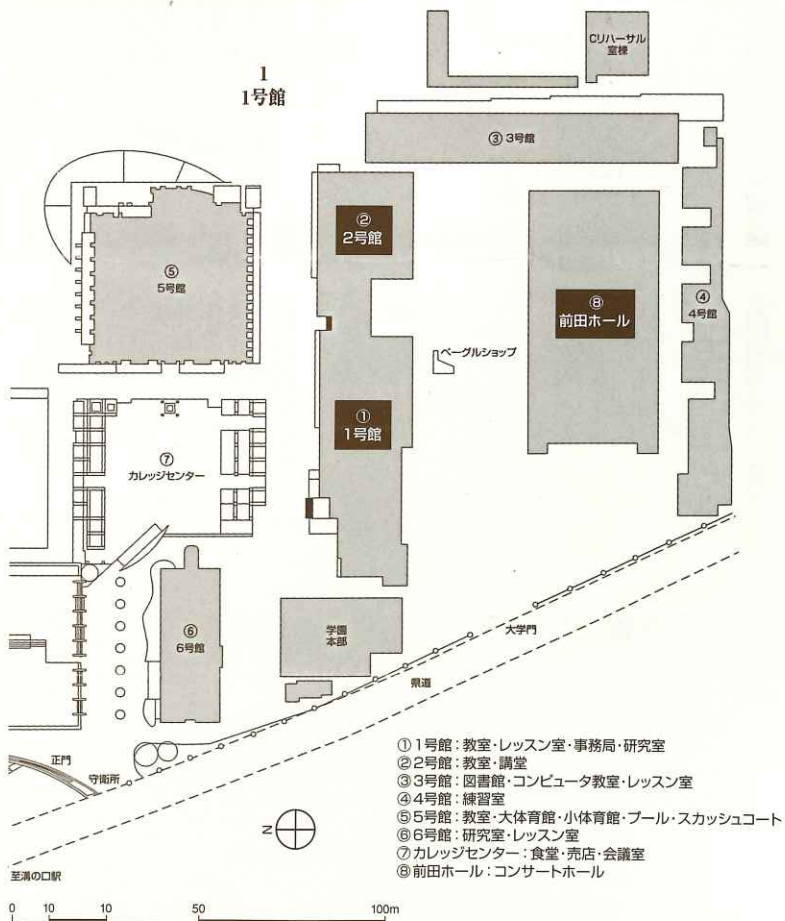 1
1号館
Cリハーサル
室棟
③ 3号館
②
2号館
⑤
5号館
⑧
前田ホール
④
4号館
ベーグルショップ
①
1号館
⑦
カレッジセンター
⑥
6号館
学園
本部
大学門
県道
正門
守衛所
至溝の口駅
Z
①1号館:教室・レッスン室・事務局・研究室
②2号館:教室・講堂
③3号館:図書館・コンピュータ教室・レッスン室
④4号館:練習室
⑤5号館:教室・大体育館・小体育館・プール・スカッシュコート
⑥6号館:研究室・レッスン室
⑦カレッジセンター:食堂・売店・会議室
⑧前田ホール:コンサートホール
0 10 10 50 100m